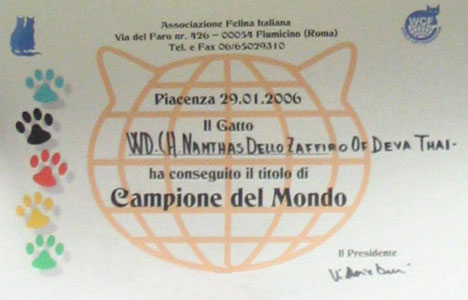 Associazione Felina Italiana
Via del Faro nr. 426 – 00054 Fiumicino (Roma)
Tel. e Fax 06/65029310
WCF
Piacenza 29.01.2006
Il Gatto
WD.CH. NAMTHAS DELLO ZAFFIRO OF DEVA THAI-
ha conseguito il titolo di
Campione del Mondo
Il Presidente